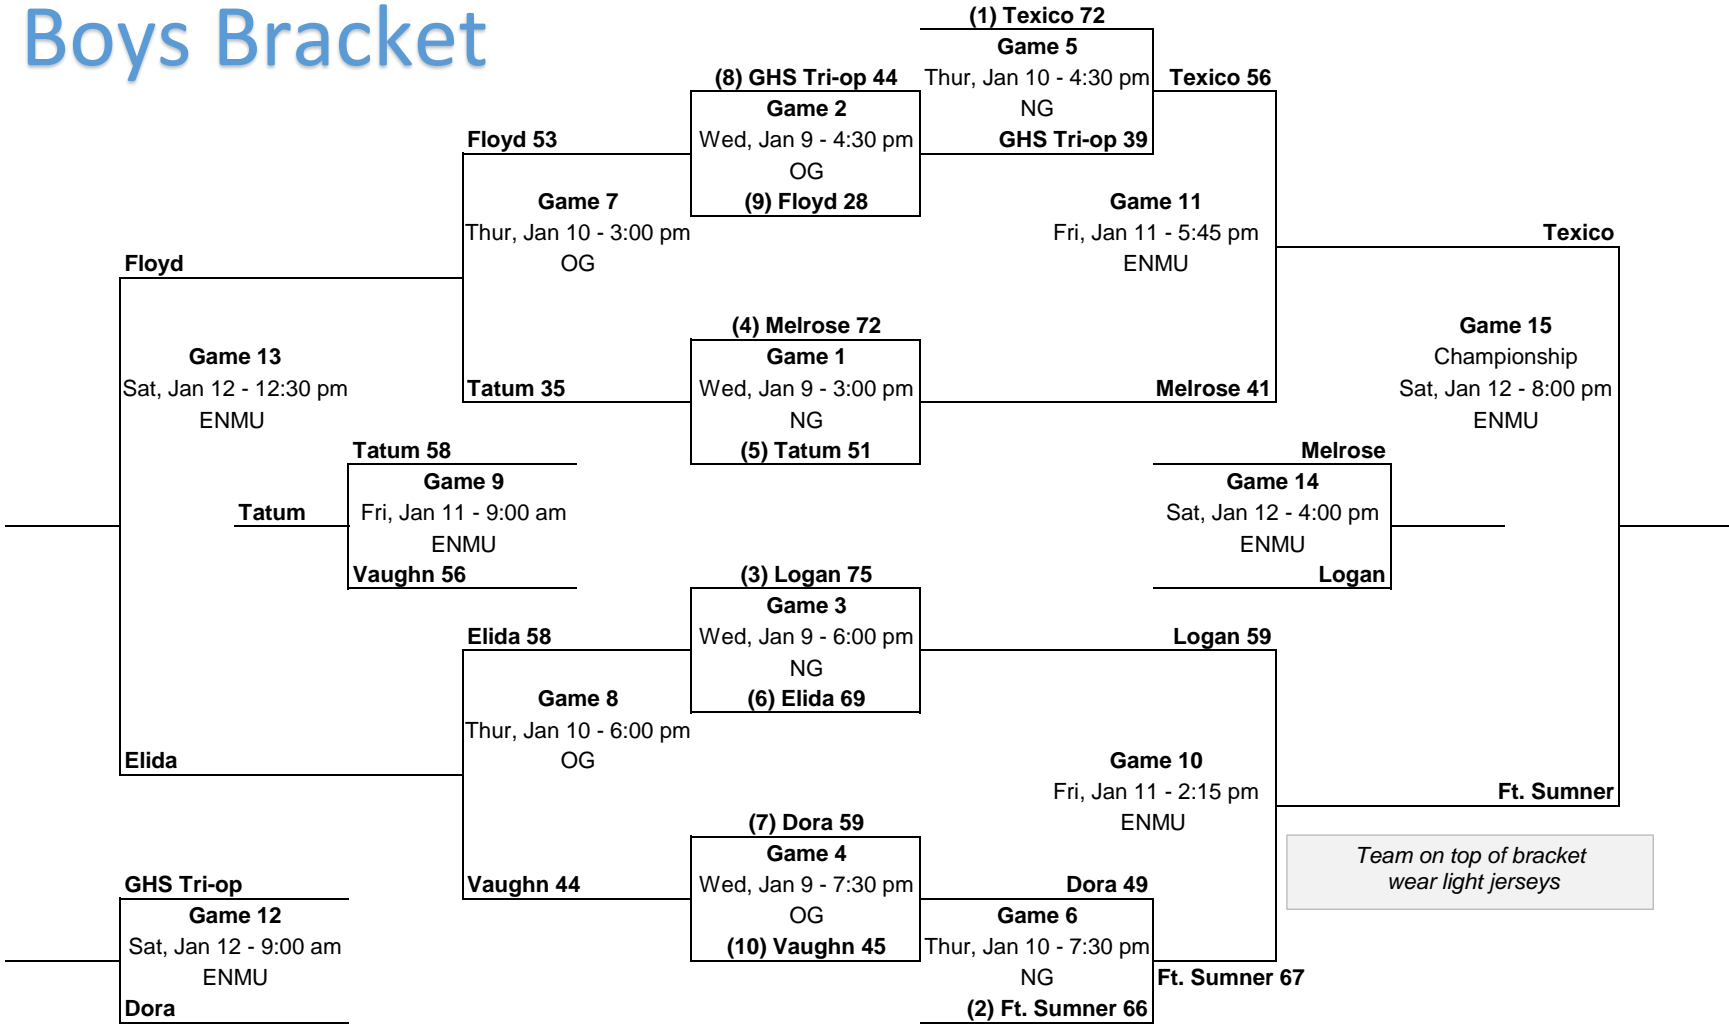 Boys Bracket
(1) Texico 72
Game 5
Thur, Jan 10 - 4:30 pm
NG
GHS Tri-op 39
(8) GHS Tri-op 44
Game 2
Wed, Jan 9 - 4:30 pm
OG
(9) Floyd 28
Texico 56
Floyd 53
Game 7
Thur, Jan 10 - 3:00 pm
OG
Tatum 35
Game 11
Fri, Jan 11 - 5:45 pm
ENMU
Melrose 41
Texico
Floyd
Game 13
Sat, Jan 12 - 12:30 pm
ENMU
(4) Melrose 72
Game 1
Wed, Jan 9 - 3:00 pm
NG
(5) Tatum 51
Game 15
Championship
Sat, Jan 12 - 8:00 pm
ENMU
Tatum 58
Game 9
Fri, Jan 11 - 9:00 am
ENMU
Vaughn 56
Tatum
Melrose
Game 14
Sat, Jan 12 - 4:00 pm
ENMU
Logan
(3) Logan 75
Game 3
Wed, Jan 9 - 6:00 pm
NG
(6) Elida 69
Elida 58
Game 8
Thur, Jan 10 - 6:00 pm
OG
Vaughn 44
Logan 59
Game 10
Fri, Jan 11 - 2:15 pm
ENMU
Ft. Sumner 67
Elida
Ft. Sumner
(7) Dora 59
Game 4
Wed, Jan 9 - 7:30 pm
OG
(10) Vaughn 45
Team on top of bracket
wear light jerseys
GHS Tri-op
Game 12
Sat, Jan 12 - 9:00 am
ENMU
Dora
Dora 49
Game 6
Thur, Jan 10 - 7:30 pm
NG
(2) Ft. Sumner 66